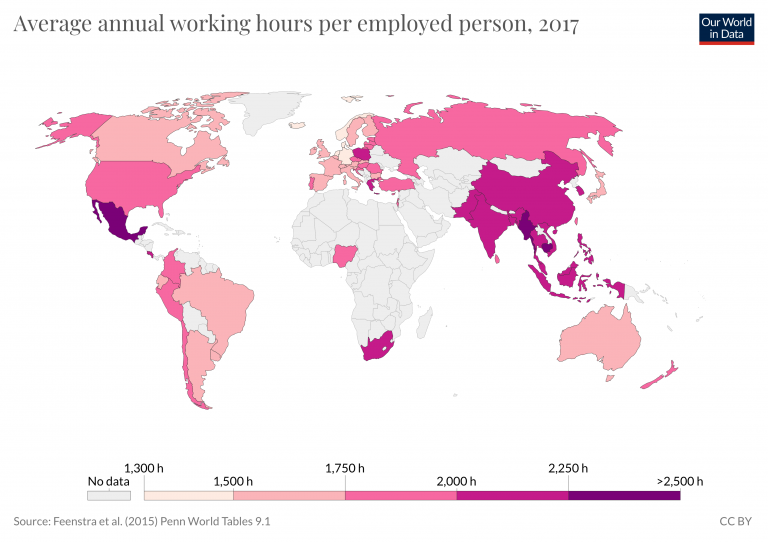 Average annual working hours per employed person, 2017
Our World
in Data
No data
1,300 h
1,500 h
1,750 h
2,000 h
2,250 h
>2,500 h
Source: Feenstra et al. (2015) Penn World Tables 9.1
CC BY